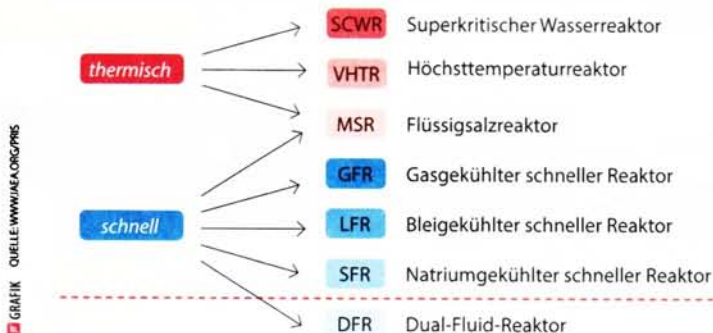 SCWR Superkritischer Wasserreaktor
thermisch
VHTR Höchsttemperaturreaktor
MSR Flüssigsalzreaktor
GFR Gasgekühlter schneller Reaktor
schnell
LFR Bleigekühlter schneller Reaktor
SFR Natriumgekühlter schneller Reaktor
DFR Dual-Fluid-Reaktor
GRAFIK QUELLE: WWW.IAEA.ORG/PRIS